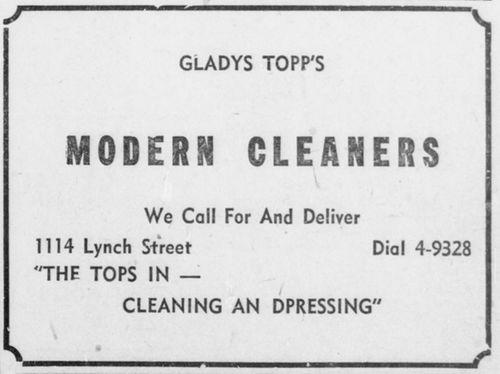 GLADYS TOPP'S
MODERN CLEANERS
We Call For And Deliver
1114 Lynch Street Dial 4-9328
"THE TOPS IN —
CLEANING AN DPRESSING"